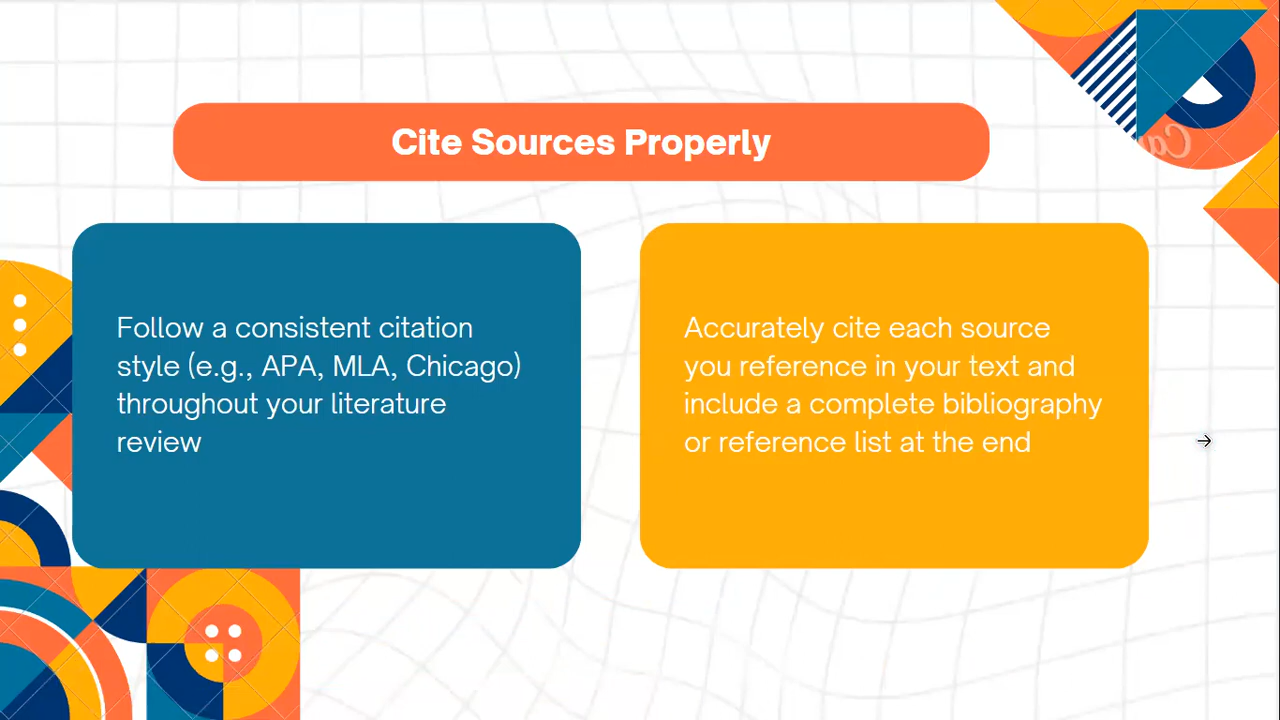 Cite Sources Properly
Follow a consistent citation
style (e.g., APA, MLA, Chicago)
throughout your literature
review
Accurately cite each source
you reference in your text and
include a complete bibliography
or reference list at the end